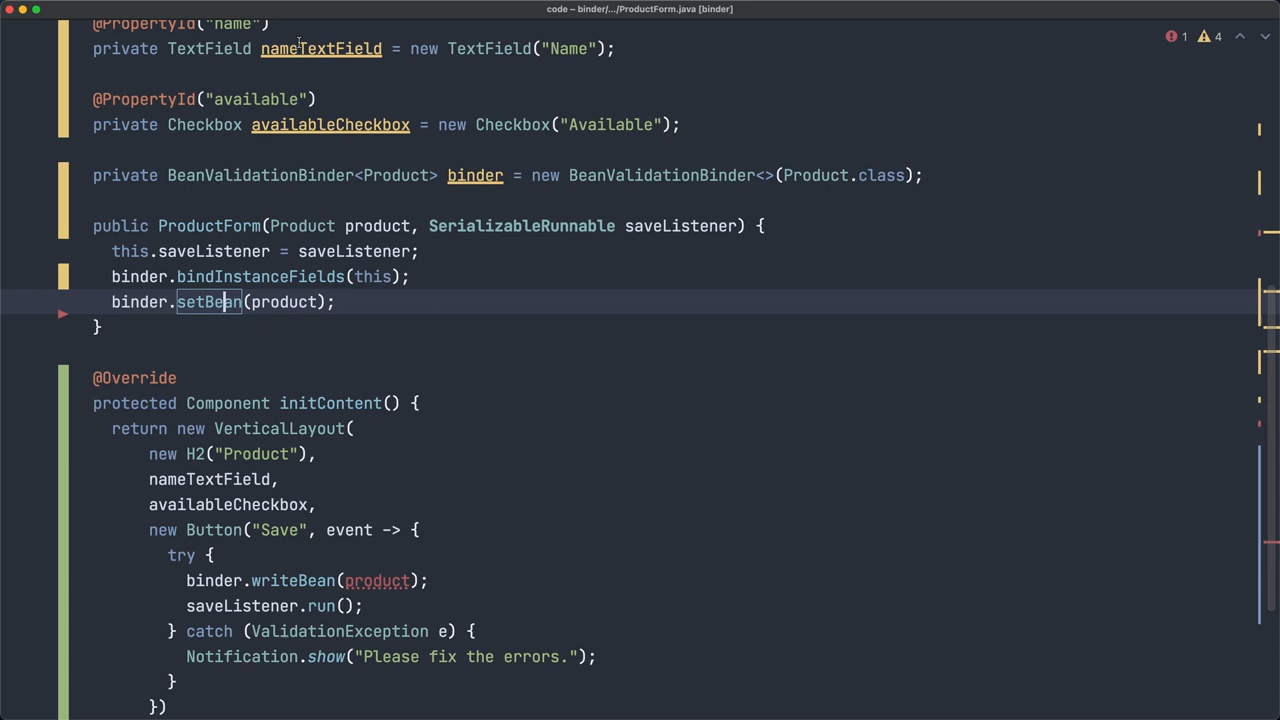 code – binder/.../ProductForm.java [binder]
@PropertyId("name")
private TextField nameTextField = new TextField("Name");
1 4
@PropertyId("available")
private Checkbox availableCheckbox = new Checkbox("Available");
private BeanValidationBinder<Product> binder = new BeanValidationBinder<>(Product.class);
public ProductForm(Product product, SerializableRunnable saveListener) {
this.saveListener = saveListener;
binder.bindInstanceFields(this);
binder.setBean(product);
}
@Override
protected Component initContent() {
return new VerticalLayout(
new H2("Product"),
nameTextField,
availableCheckbox,
new Button("Save", event -> {
try {
binder.writeBean(product);
saveListener.run();
} catch (ValidationException e) {
Notification.show("Please fix the errors.");
}
})